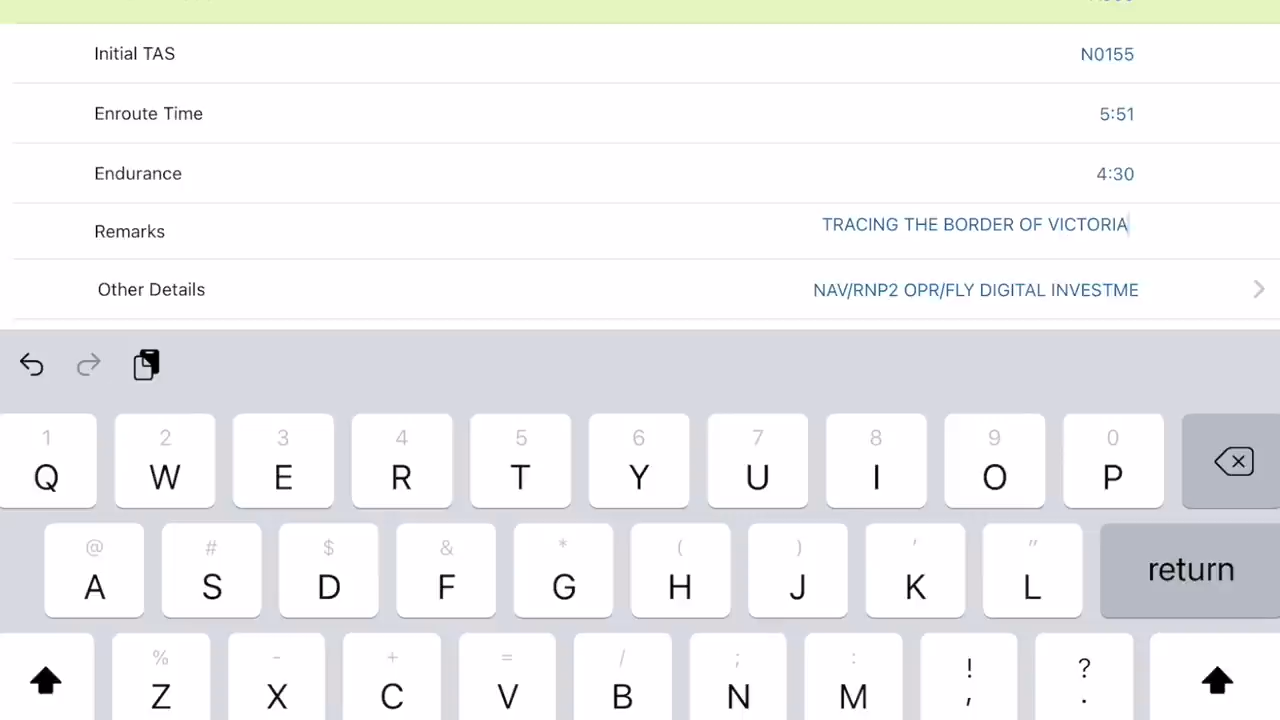 Initial TAS N0155
Enroute Time 5:51
Endurance 4:30
Remarks TRACING THE BORDER OF VICTORIA
Other Details NAV/RNP2 OPR/FLY DIGITAL INVESTME
1 2 3 4 5 6 7 8 9 0
Q W E R T Y U I O P
@ # $ & * ( ) ' "
A S D F G H J K L return
% - + = / ; : ! ?
Z X C V B N M , .